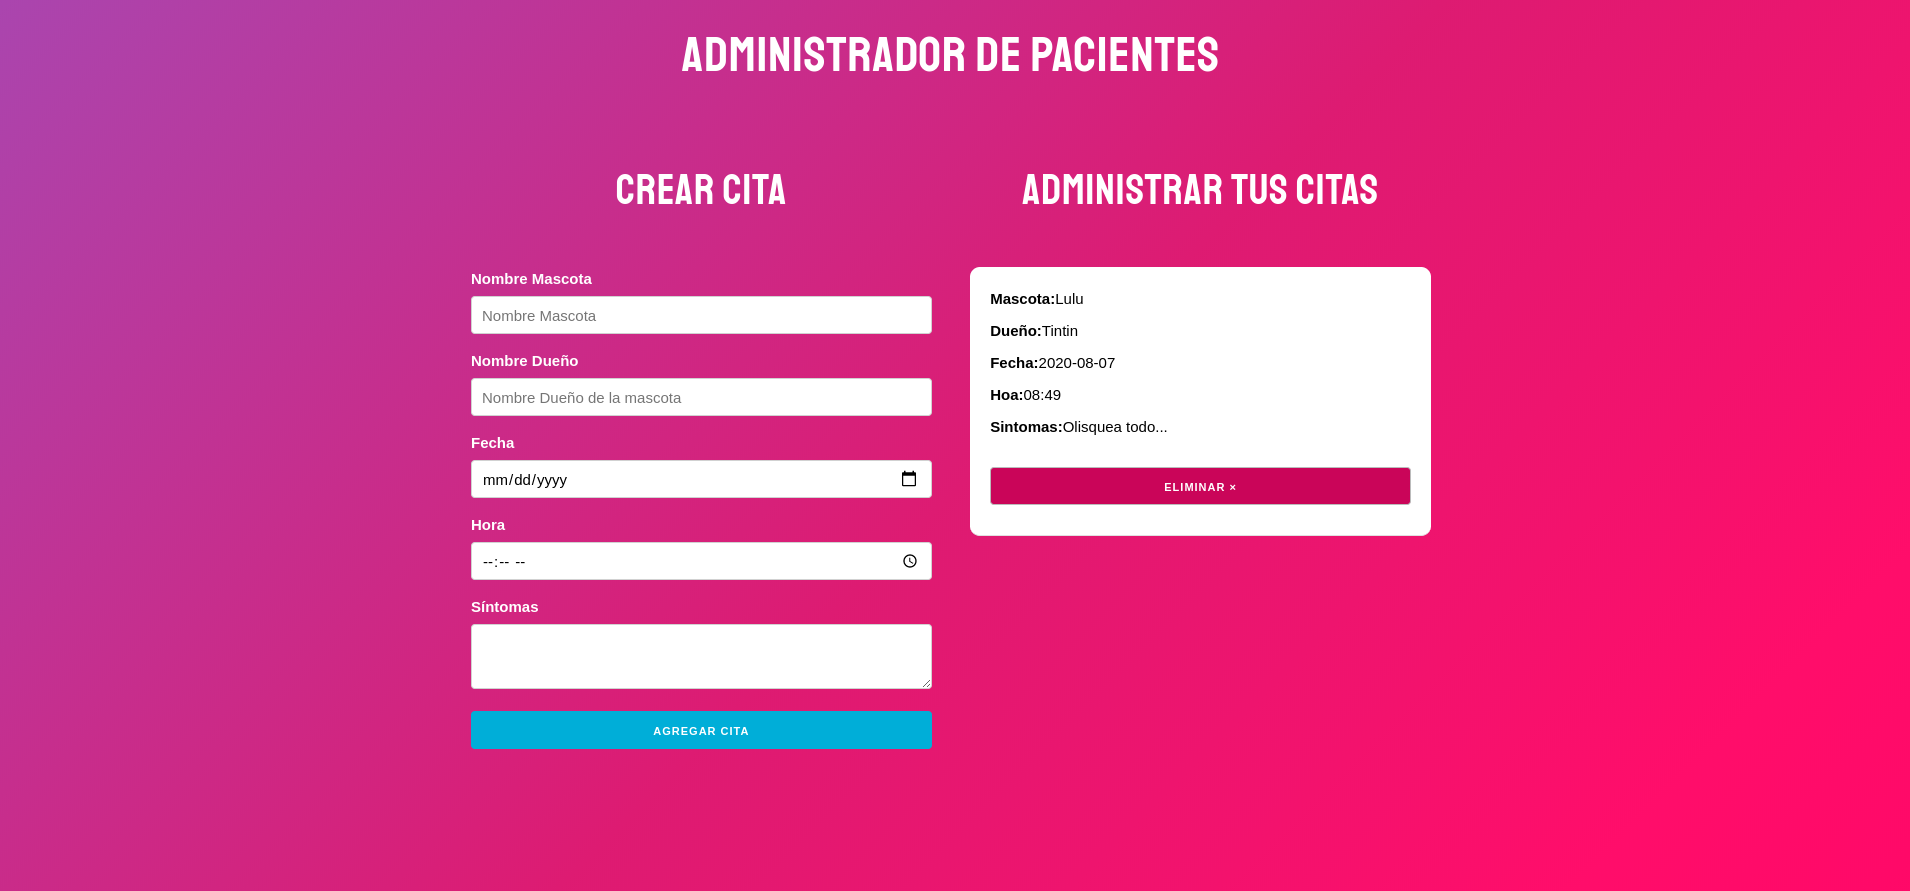 ADMINISTRADOR DE PACIENTES
CREAR CITA
Nombre Mascota
Nombre Mascota
Nombre Dueño
Nombre Dueño de la mascota
Fecha
mm/dd/yyyy
Hora
--:-- --
Síntomas
AGREGAR CITA
ADMINISTRAR TUS CITAS
Mascota:Lulu
Dueño:Tintin
Fecha:2020-08-07
Hoa:08:49
Sintomas:Olisquea todo...
ELIMINAR ×